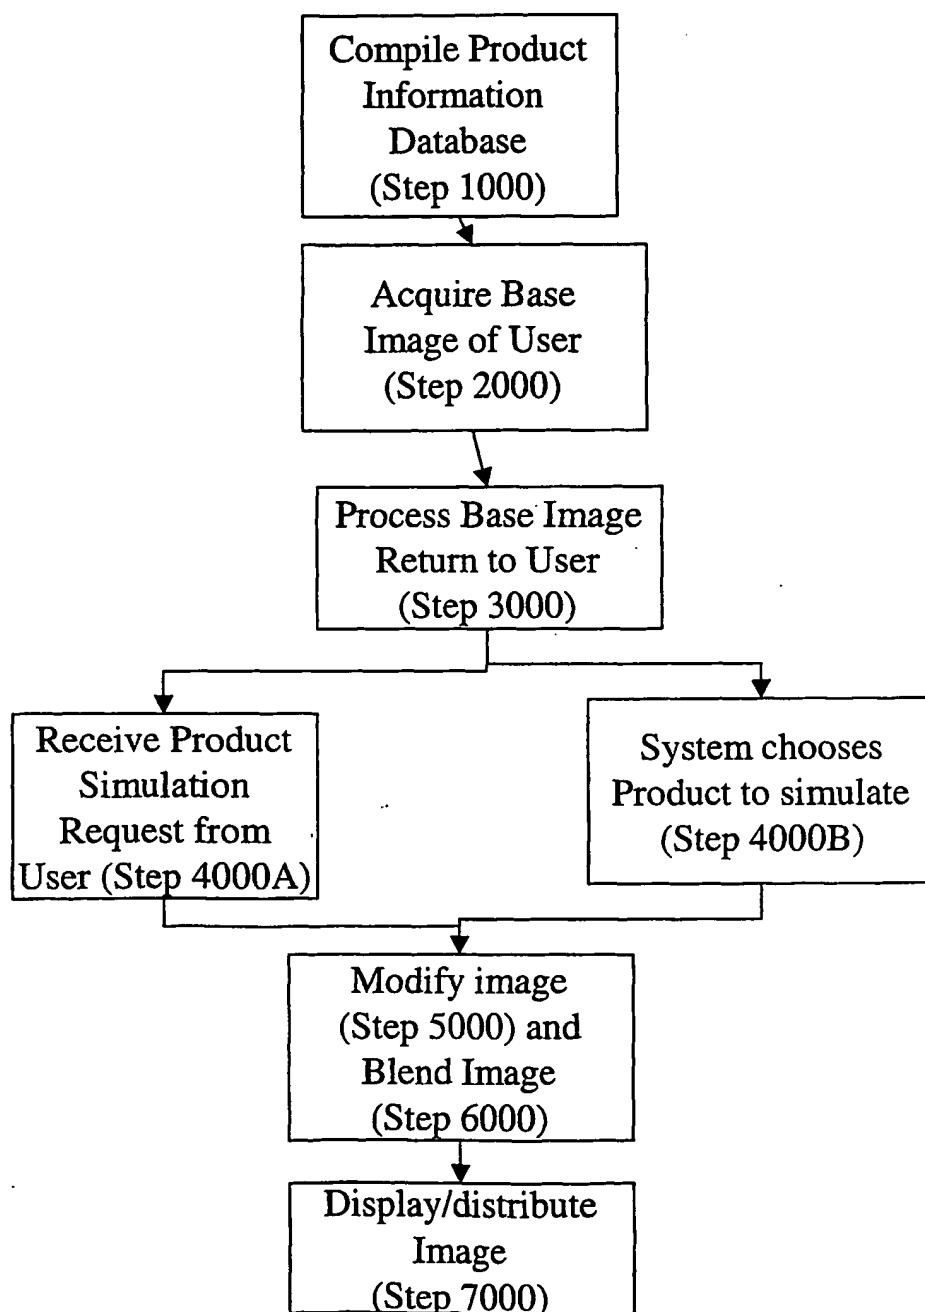 Compile Product
Information
Database
(Step 1000)
Acquire Base
Image of User
(Step 2000)
Process Base Image
Return to User
(Step 3000)
Receive Product
Simulation
Request from
User (Step 4000A)
System chooses
Product to simulate
(Step 4000B)
Modify image
(Step 5000) and
Blend Image
(Step 6000)
Display/distribute
Image
(Step 7000)